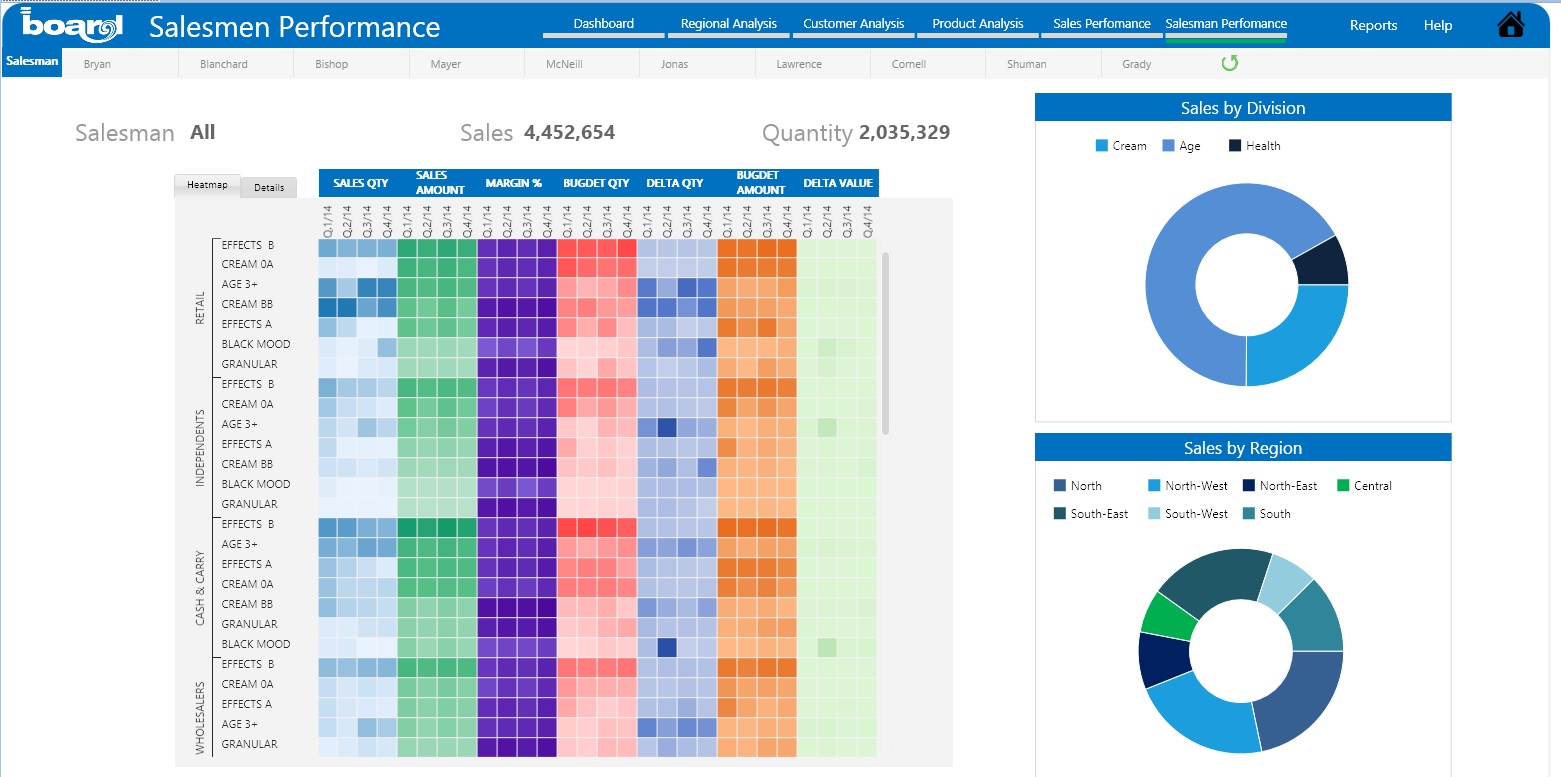 board Salesmen Performance
Dashboard Regional Analysis Customer Analysis Product Analysis Sales Perfomance Salesman Perfomance
Reports Help
Salesman Bryan Blanchard Bishop Mayer McNeill Jonas Lawrence Cornell Shuman Grady
Salesman All Sales 4,452,654 Quantity 2,035,329
Heatmap Details
SALES QTY SALES AMOUNT MARGIN % BUGDET QTY DELTA QTY BUGDET AMOUNT DELTA VALUE
Q.1/14 Q.2/14 Q.3/14 Q.4/14 Q.1/14 Q.2/14 Q.3/14 Q.4/14 Q.1/14 Q.2/14 Q.3/14 Q.4/14 Q.1/14 Q.2/14 Q.3/14 Q.4/14 Q.1/14 Q.2/14 Q.3/14 Q.4/14 Q.1/14 Q.2/14 Q.3/14 Q.4/14 Q.1/14 Q.2/14 Q.3/14 Q.4/14
RETAIL
EFFECTS B
CREAM 0A
AGE 3+
CREAM BB
EFFECTS A
BLACK MOOD
GRANULAR
INDEPENDENTS
EFFECTS B
CREAM 0A
AGE 3+
EFFECTS A
CREAM BB
BLACK MOOD
GRANULAR
CASH & CARRY
EFFECTS B
AGE 3+
EFFECTS A
CREAM 0A
CREAM BB
GRANULAR
BLACK MOOD
WHOLESALERS
EFFECTS B
CREAM 0A
EFFECTS A
AGE 3+
GRANULAR
Sales by Division
Cream Age Health
Sales by Region
North North-West North-East Central
South-East South-West South